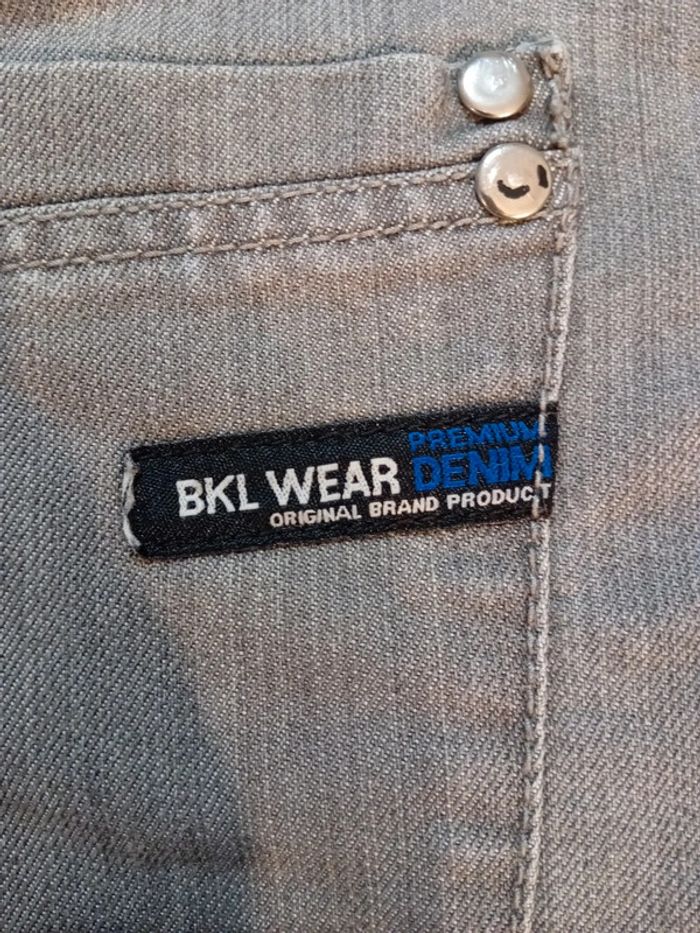 PREMIUM
BKL WEAR DENIM
ORIGINAL BRAND PRODUCT